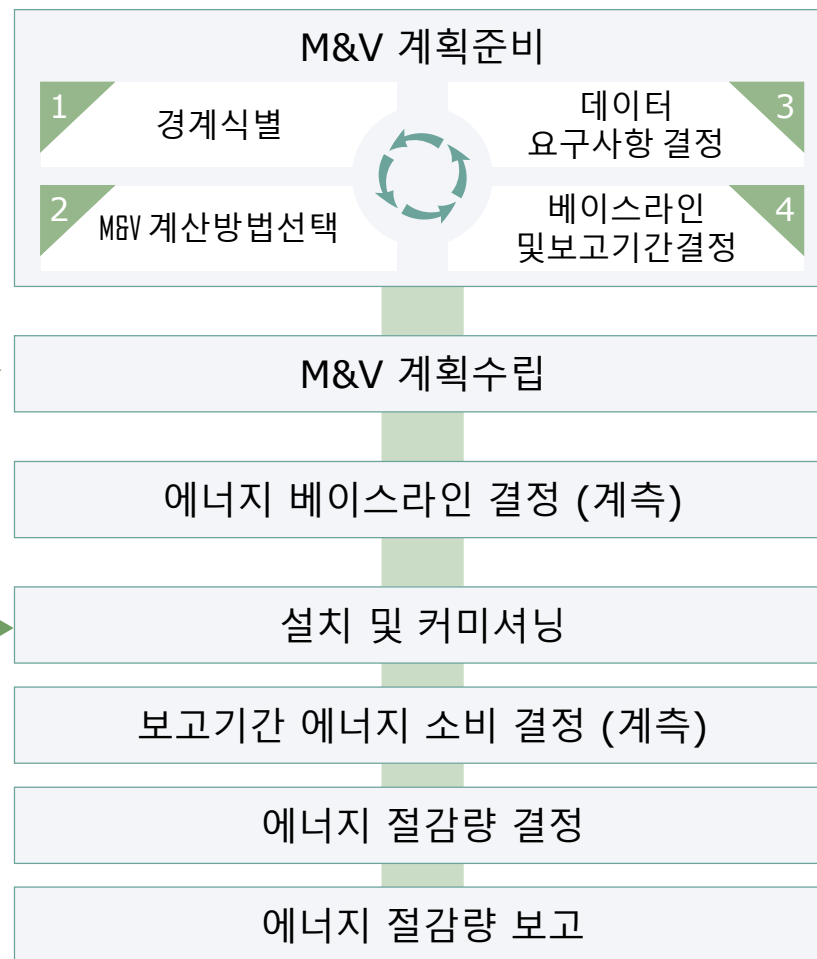 M&V 계획준비
1
경계식별
데이터
요구사항 결정
3
2
M&V 계산방법선택
베이스라인
및보고기간결정
4
M&V 계획수립
에너지 베이스라인 결정 (계측)
설치 및 커미셔닝
보고기간 에너지 소비 결정 (계측)
에너지 절감량 결정
에너지 절감량 보고